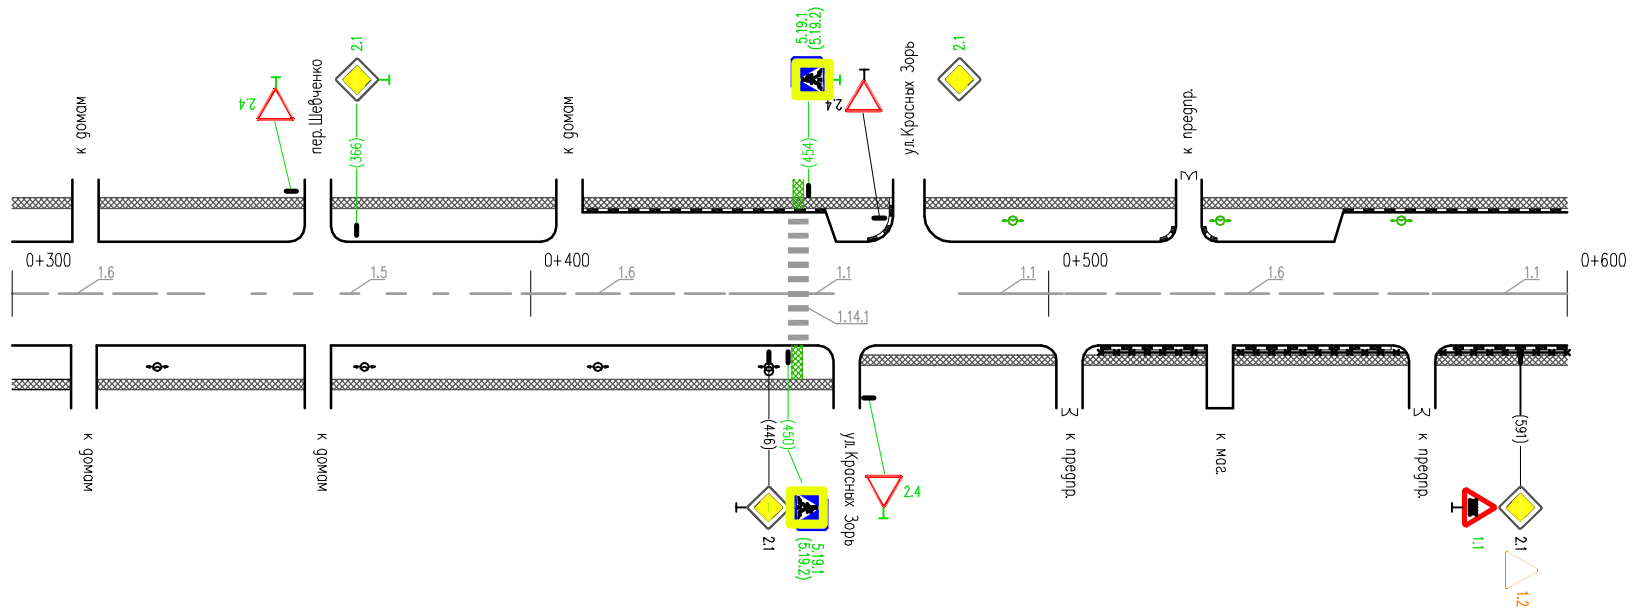 2.1
5.19.1
(5.19.2)
2.1
2.4
2.4
к домам
пер. Шевченко
(366)
к домам
(454)
ул. Красных Зорь
к предпр.
0+300
0+400
0+500
0+600
1.6
1.5
1.6
1.1
1.1
1.6
1.1
1.14.1
к домам
к домам
(446)
(450)
ул. Красных Зорь
к предпр.
к маг.
к предпр.
(591)
2.4
2.1
5.19.1
(5.19.2)
1.1
2.1
1.2